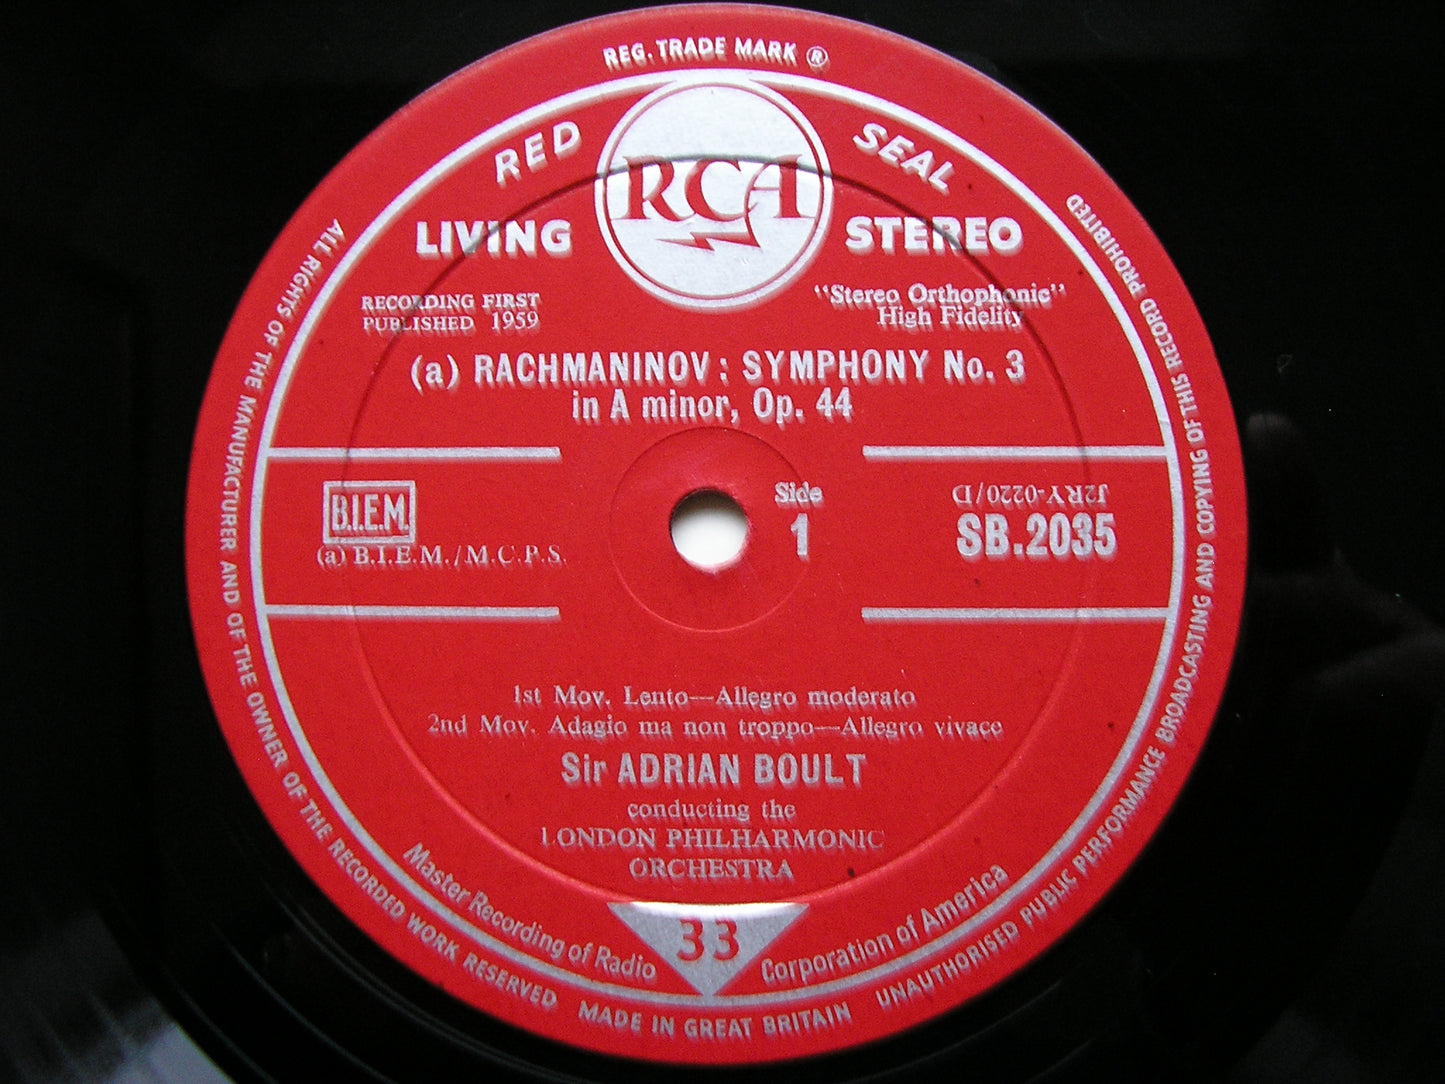 REG. TRADE MARK ®
RED SEAL
RCA
LIVING STEREO
RECORDING FIRST
PUBLISHED 1959
"Stereo Orthophonic"
High Fidelity
(a) RACHMANINOV : SYMPHONY No. 3
in A minor, Op. 44
B.I.E.M.
(a) B.I.E.M./M.C.P.S.
Side
1
J2RY-0220/D
SB.2035
1st Mov. Lento—Allegro moderato
2nd Mov. Adagio ma non troppo—Allegro vivace
Sir ADRIAN BOULT
conducting the
LONDON PHILHARMONIC
ORCHESTRA
33
Master Recording of Radio Corporation of America
ALL RIGHTS OF THE MANUFACTURER AND OF THE OWNER OF THE RECORDED WORK RESERVED
MADE IN GREAT BRITAIN
UNAUTHORISED PUBLIC PERFORMANCE BROADCASTING AND COPYING OF THIS RECORD PROHIBITED